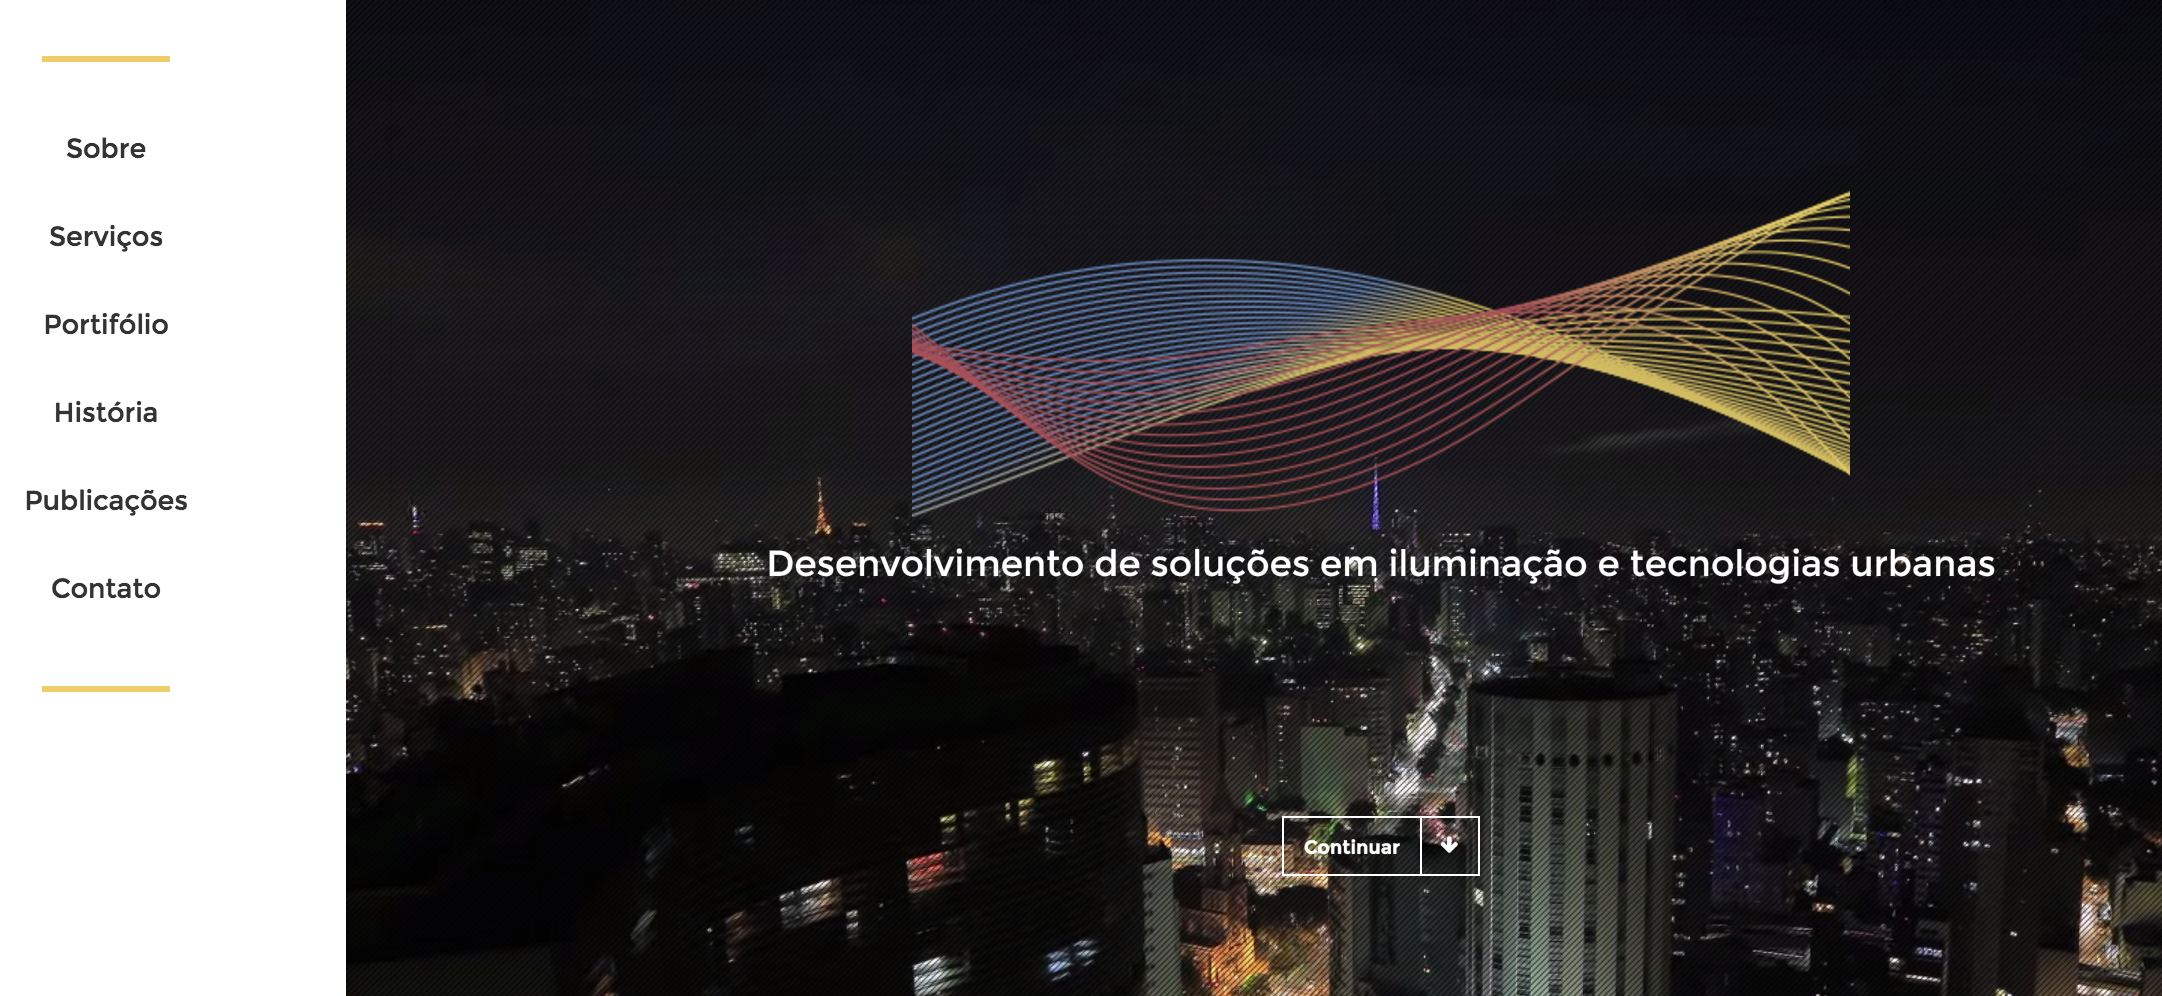 Sobre
Serviços
Portifólio
História
Publicações
Contato
Desenvolvimento de soluções em iluminação e tecnologias urbanas
Continuar